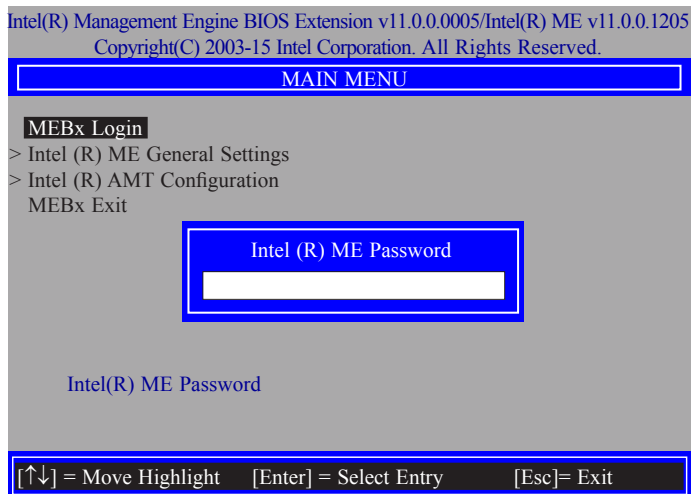 Intel(R) Management Engine BIOS Extension v11.0.0.0005/Intel(R) ME v11.0.0.1205
Copyright(C) 2003-15 Intel Corporation. All Rights Reserved.
MAIN MENU
MEBx Login
> Intel (R) ME General Settings
> Intel (R) AMT Configuration
MEBx Exit
Intel (R) ME Password
Intel(R) ME Password
[↑↓] = Move Highlight [Enter] = Select Entry [Esc]= Exit